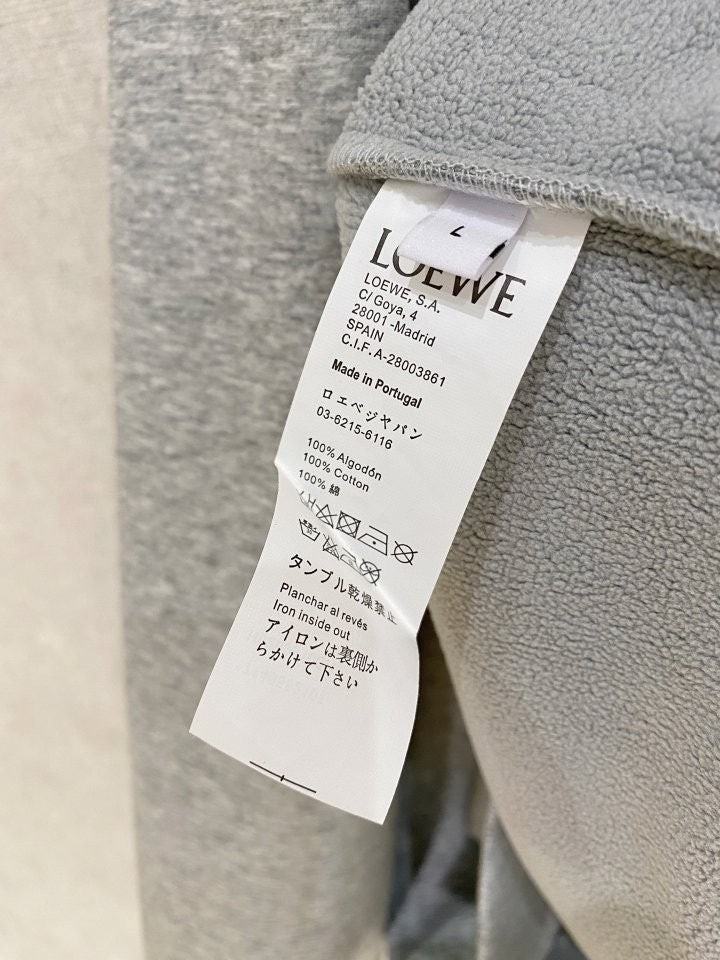 L
LOEWE
LOEWE, S.A.
C/ Goya, 4
28001 -Madrid
SPAIN
C.I.F. A-28003861
Made in Portugal
ロエベジャパン
03-6215-6116
100% Algodón
100% Cotton
100% 綿
タンブル乾燥禁止
Planchar al revés
Iron inside out
アイロンは裏側か
らかけて下さい